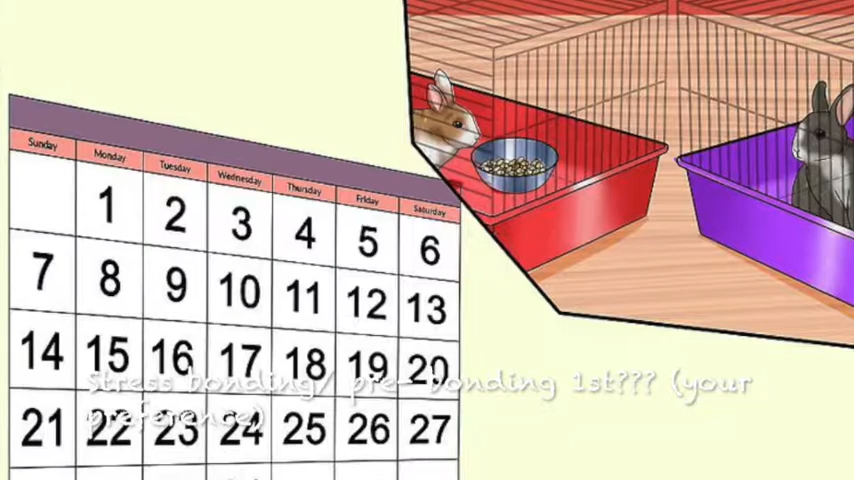 Sunday Monday Tuesday Wednesday Thursday Friday Saturday
1 2 3 4 5 6
7 8 9 10 11 12 13
14 15 16 17 18 19 20
Stress bonding/ pre- bonding 1st??? (your
preference)
21 22 23 24 25 26 27